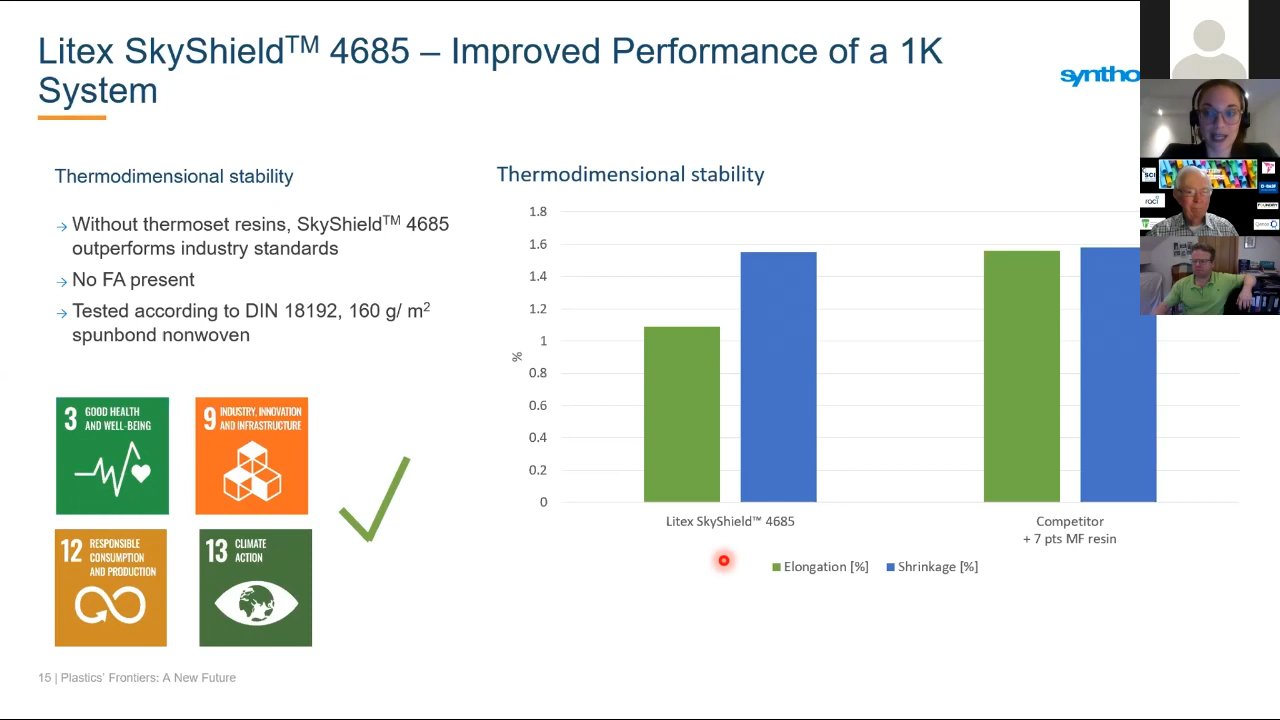 Litex SkyShield™ 4685 – Improved Performance of a 1K
System
syntho
Thermodimensional stability
→ Without thermoset resins, SkyShield™ 4685
outperforms industry standards
→ No FA present
→ Tested according to DIN 18192, 160 g/ m²
spunbond nonwoven
3 GOOD HEALTH
AND WELL-BEING
9 INDUSTRY, INNOVATION
AND INFRASTRUCTURE
12 RESPONSIBLE
CONSUMPTION
AND PRODUCTION
13 CLIMATE
ACTION
Thermodimensional stability
1.8
1.6
1.4
1.2
1
%
0.8
0.6
0.4
0.2
0
Litex SkyShield™ 4685
Competitor
+ 7 pts MF resin
Elongation [%]
Shrinkage [%]
SCI
raci
BASF
15 | Plastics’ Frontiers: A New Future